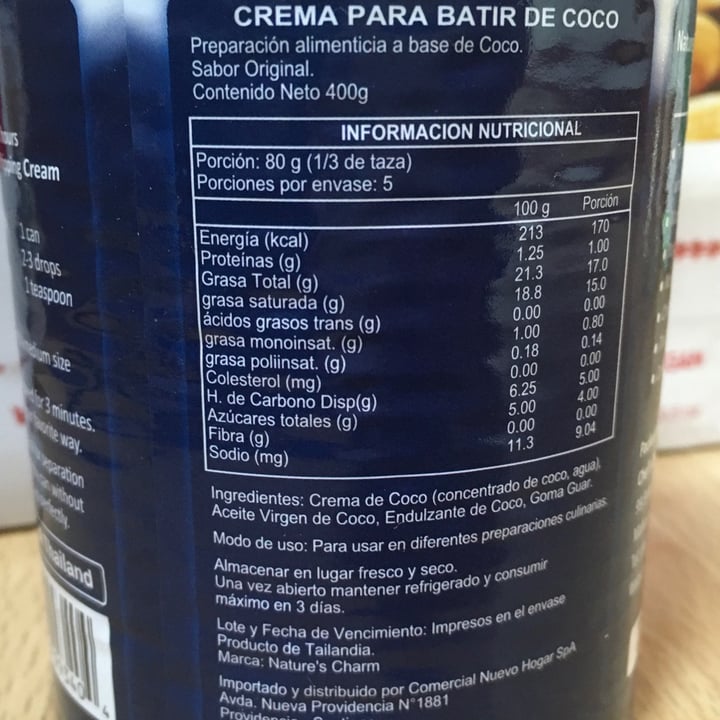 CREMA PARA BATIR DE COCO
Preparación alimenticia a base de Coco.
Sabor Original.
Contenido Neto 400g
INFORMACION NUTRICIONAL
Porción: 80 g (1/3 de taza)
Porciones por envase: 5
100 g Porción
Energía (kcal) 213 170
Proteínas (g) 1.25 1.00
Grasa Total (g) 21.3 17.0
grasa saturada (g) 18.8 15.0
ácidos grasos trans (g) 0.00 0.00
grasa monoinsat. (g) 1.00 0.80
grasa poliinsat. (g) 0.18 0.14
Colesterol (mg) 0.00 0.00
H. de Carbono Disp(g) 6.25 5.00
Azúcares totales (g) 5.00 4.00
Fibra (g) 0.00 0.00
Sodio (mg) 11.3 9.04
Ingredientes: Crema de Coco (concentrado de coco, agua),
Aceite Virgen de Coco, Endulzante de Coco, Goma Guar.
Modo de uso: Para usar en diferentes preparaciones culinarias.
Almacenar en lugar fresco y seco.
Una vez abierto mantener refrigerado y consumir
máximo en 3 días.
Lote y Fecha de Vencimiento: Impresos en el envase
Producto de Tailandia.
Marca: Nature's Charm
Importado y distribuido por Comercial Nuevo Hogar SpA
Avda. Nueva Providencia N°1881
Cream
1 can
2-3 drops
1 teaspoon
size
for 3 minutes.
way.
without